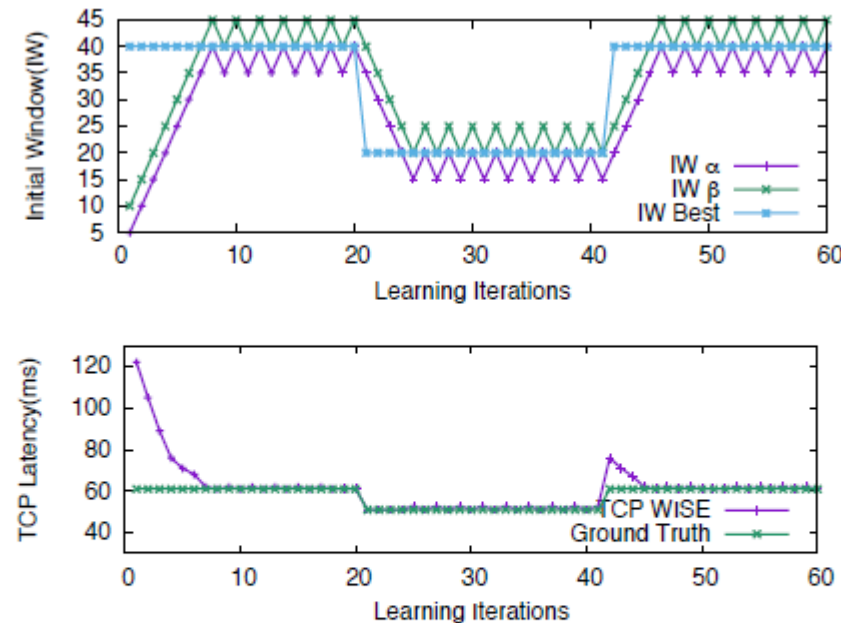 45
40
35
30
25
20
15
10
5
Initial Window(IW)
IW α
IW β
IW Best
0 10 20 30 40 50 60
Learning Iterations
120
100
80
60
40
TCP Latency(ms)
TCP WISE
Ground Truth
0 10 20 30 40 50 60
Learning Iterations